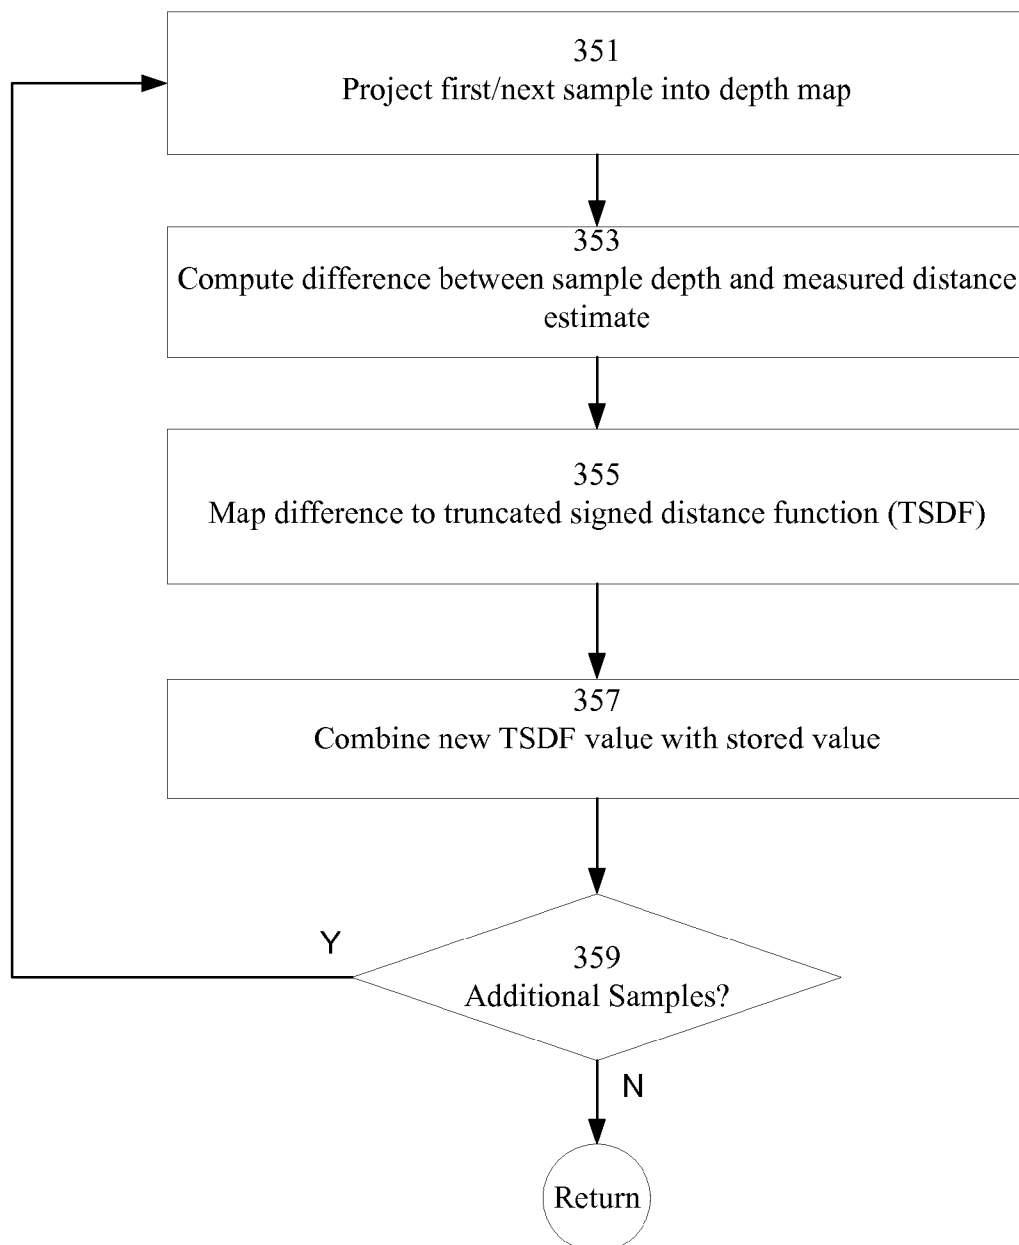 351
Project first/next sample into depth map
353
Compute difference between sample depth and measured distance
estimate
355
Map difference to truncated signed distance function (TSDF)
357
Combine new TSDF value with stored value
Y
359
Additional Samples?
N
Return